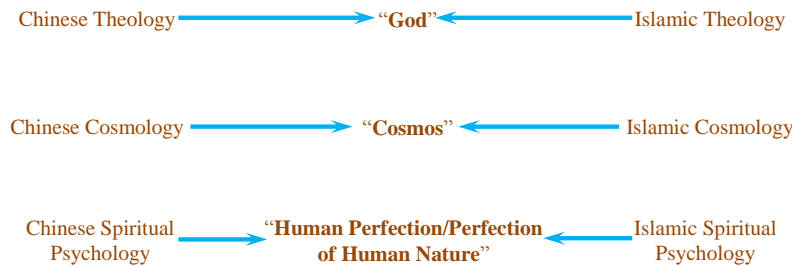 Chinese Theology “God” Islamic Theology
Chinese Cosmology “Cosmos” Islamic Cosmology
Chinese Spiritual “Human Perfection/Perfection Islamic Spiritual
Psychology of Human Nature” Psychology